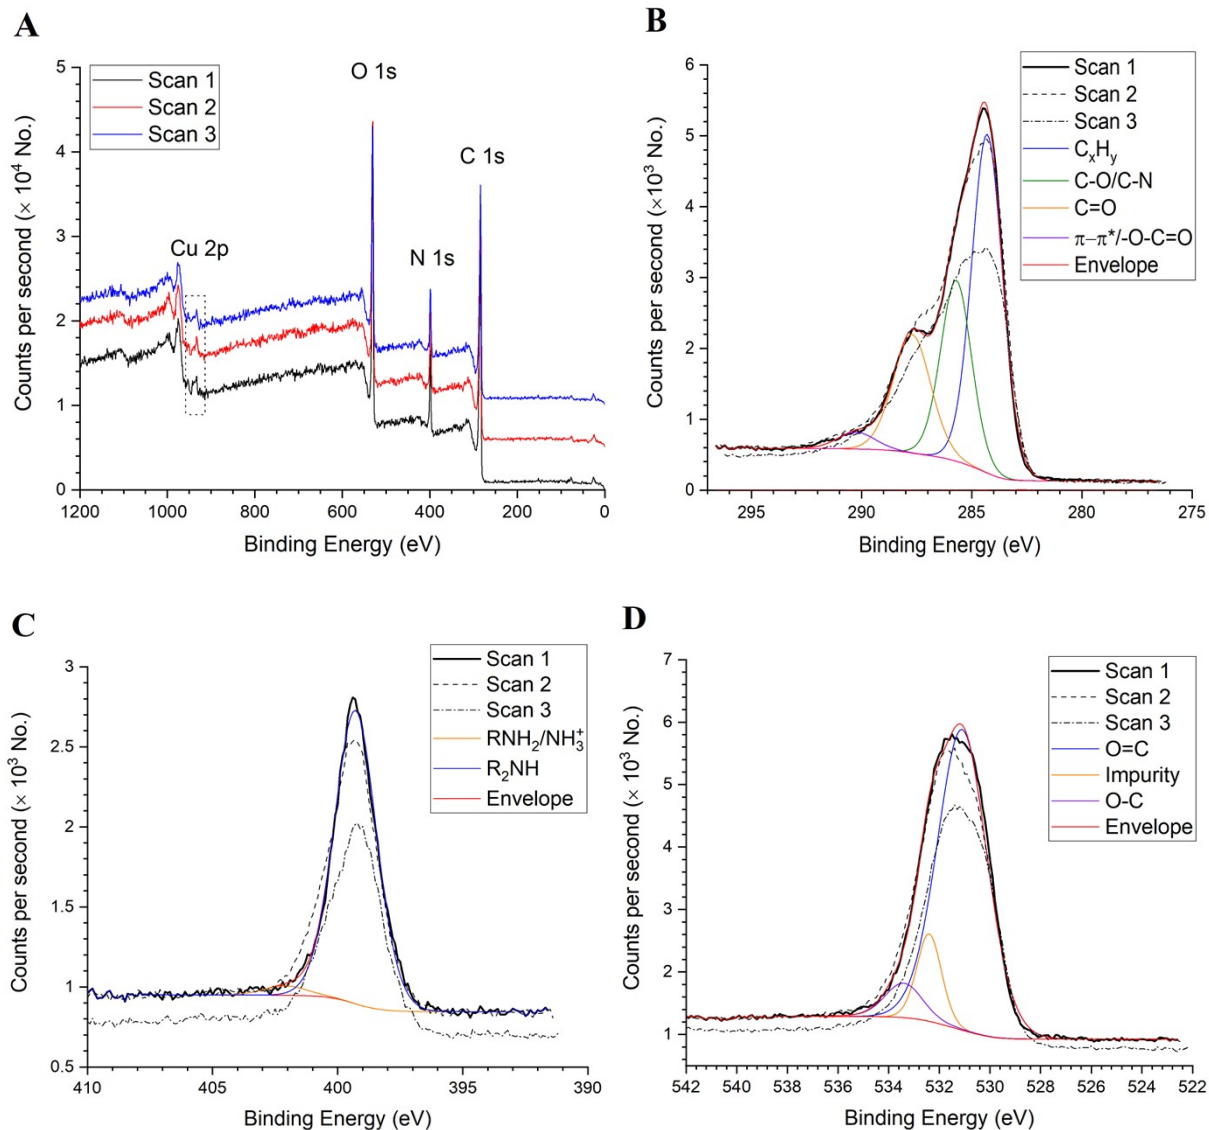 A
Scan 1
Scan 2
Scan 3
O 1s
C 1s
N 1s
Cu 2p
5
4
3
2
1
0
1200
1000
800
600
400
200
0
Counts per second (× 10⁴ No.)
Binding Energy (eV)
B
Scan 1
Scan 2
Scan 3
CₓHᵧ
C-O/C-N
C=O
π–π*/-O-C=O
Envelope
6
5
4
3
2
1
0
295
290
285
280
275
Counts per second (× 10³ No.)
Binding Energy (eV)
C
Scan 1
Scan 2
Scan 3
RNH₂/NH₃⁺
R₂NH
Envelope
3
2.5
2
1.5
1
0.5
410
405
400
395
390
Counts per second (× 10³ No.)
Binding Energy (eV)
D
Scan 1
Scan 2
Scan 3
O=C
Impurity
O-C
Envelope
7
6
5
4
3
2
1
542
540
538
536
534
532
530
528
526
524
522
Counts per second (× 10³ No.)
Binding Energy (eV)